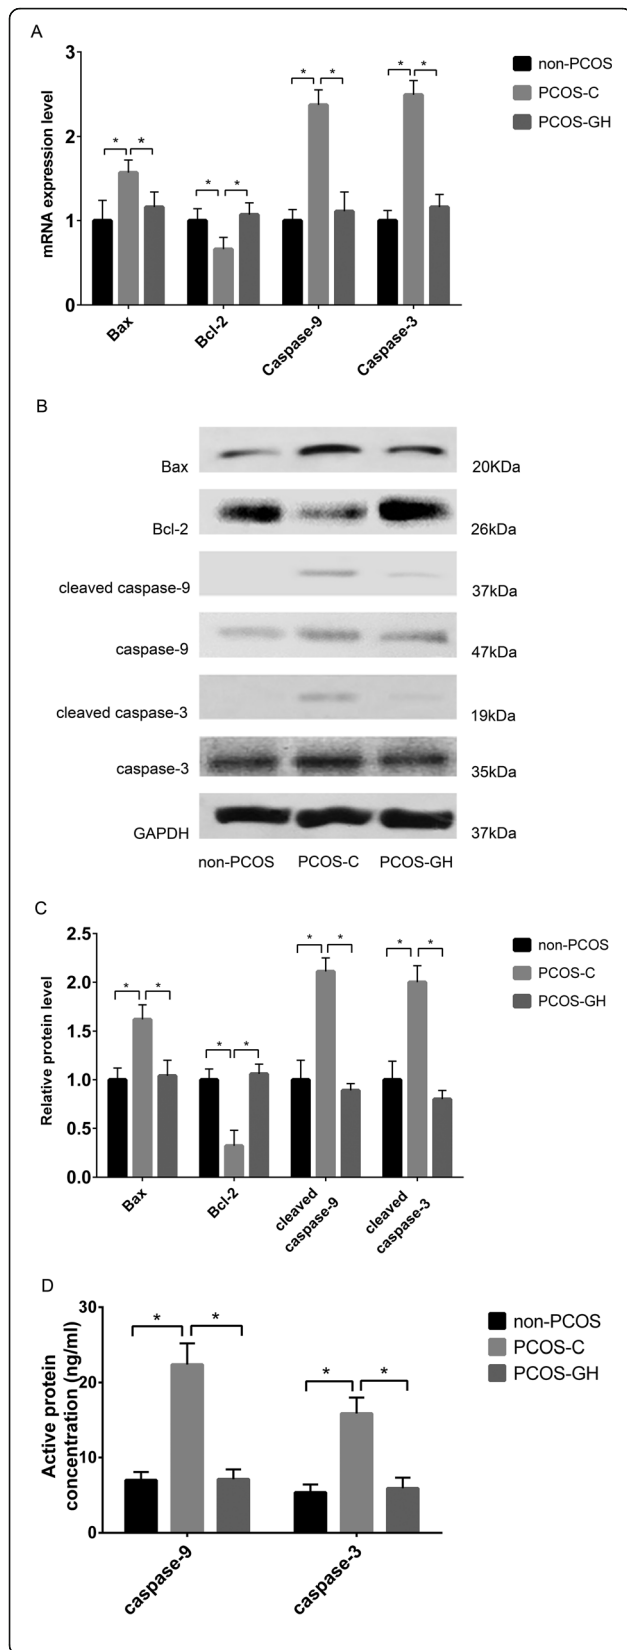 A
mRNA expression level
3
2
1
0
* *
* *
* *
* *
Bax
Bcl-2
Caspase-9
Caspase-3
non-PCOS
PCOS-C
PCOS-GH
B
Bax 20KDa
Bcl-2 26kDa
cleaved caspase-9 37kDa
caspase-9 47kDa
cleaved caspase-3 19kDa
caspase-3 35kDa
GAPDH 37kDa
non-PCOS PCOS-C PCOS-GH
C
Relative protein level
2.5
2.0
1.5
1.0
0.5
0.0
* *
* *
* *
* *
Bax
Bcl-2
cleaved
caspase-9
cleaved
caspase-3
non-PCOS
PCOS-C
PCOS-GH
D
Active protein
concentration (ng/ml)
30
20
10
0
* *
* *
caspase-9
caspase-3
non-PCOS
PCOS-C
PCOS-GH